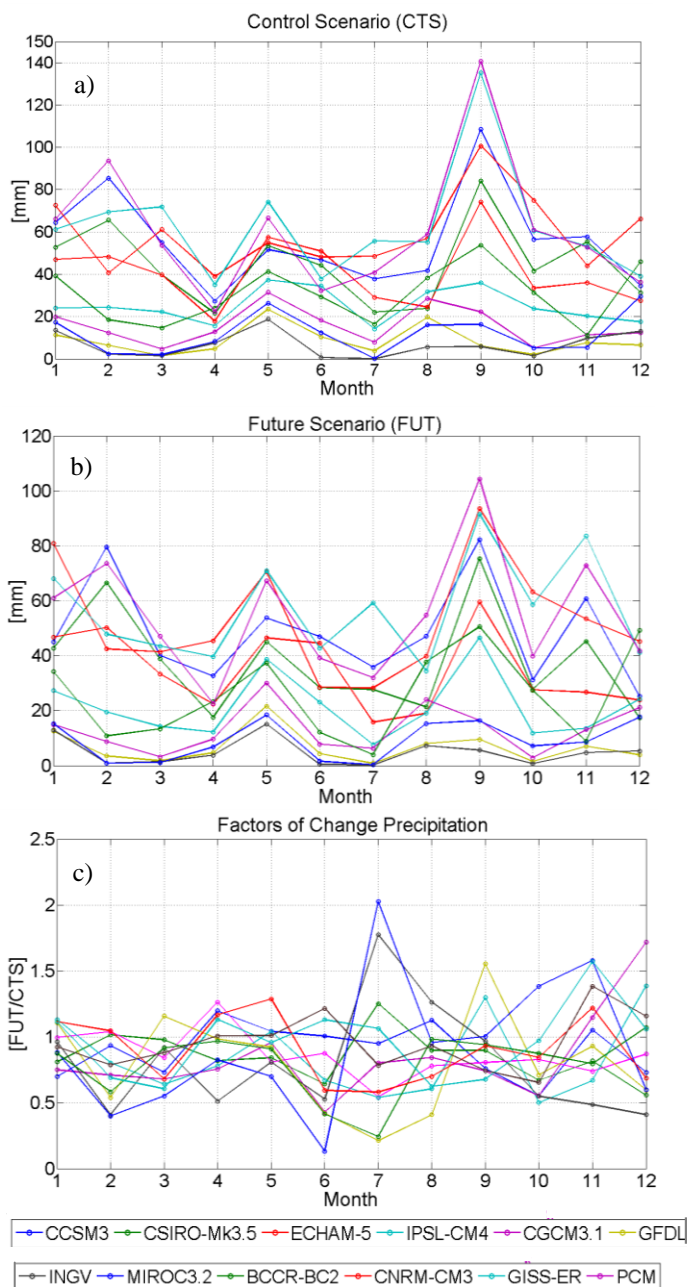 Control Scenario (CTS)
a)
150
140
120
100
80
60
40
20
0
[mm]
1 2 3 4 5 6 7 8 9 10 11 12
Month
Future Scenario (FUT)
b)
120
100
80
60
40
20
0
[mm]
1 2 3 4 5 6 7 8 9 10 11 12
Month
Factors of Change Precipitation
c)
2.5
2
1.5
1
0.5
0
[FUT/CTS]
1 2 3 4 5 6 7 8 9 10 11 12
Month
CCSM3 CSIRO-Mk3.5 ECHAM-5 IPSL-CM4 CGCM3.1 GFDL
INGV MIROC3.2 BCCR-BC2 CNRM-CM3 GISS-ER PCM